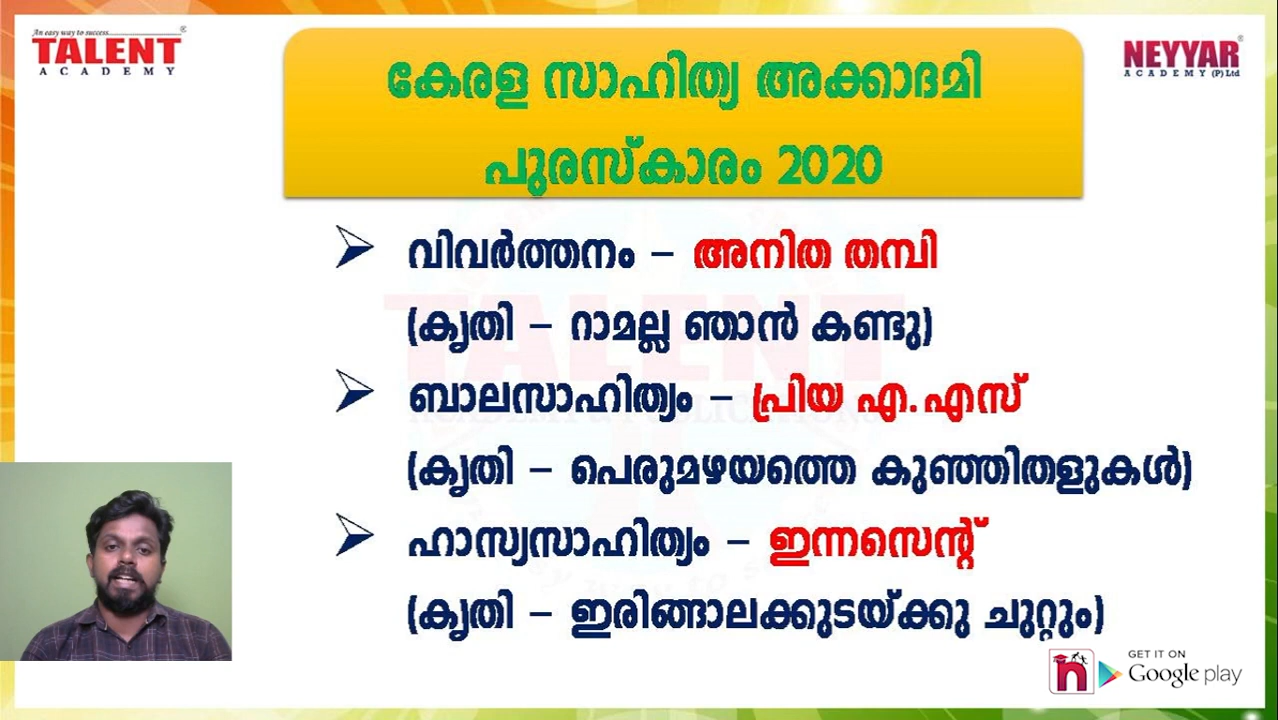 An easy way to success......
TALENT
ACADEMY
NEYYAR
ACADEMY (P) Ltd
കേരള സാഹിത്യ അക്കാദമി
പുരസ്കാരം 2020
വിവർത്തനം – അനിത തമ്പി
(കൃതി – റാമല്ല ഞാൻ കണ്ടു)
ബാലസാഹിത്യം – പ്രിയ എ.എസ്
(കൃതി – പെരുമഴയത്തെ കുഞ്ഞിതളുകൾ)
ഹാസ്യസാഹിത്യം – ഇന്നസെന്റ്
(കൃതി – ഇരിങ്ങാലക്കുടയ്ക്കു ചുറ്റും)
GET IT ON
Google play